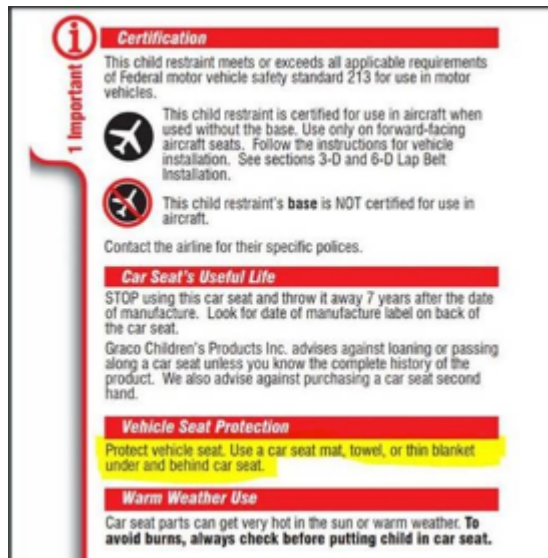 i
1 Important
Certification
This child restraint meets or exceeds all applicable requirements
of Federal motor vehicle safety standard 213 for use in motor
vehicles.
This child restraint is certified for use in aircraft when
used without the base. Use only on forward-facing
aircraft seats. Follow the instructions for vehicle
installation. See sections 3-D and 6-D Lap Belt
Installation.
This child restraint's base is NOT certified for use in
aircraft.
Contact the airline for their specific polices.
Car Seat's Useful Life
STOP using this car seat and throw it away 7 years after the date
of manufacture. Look for date of manufacture label on back of
the car seat.
Graco Children's Products Inc. advises against loaning or passing
along a car seat unless you know the complete history of the
product. We also advise against purchasing a car seat second
hand.
Vehicle Seat Protection
Protect vehicle seat. Use a car seat mat, towel, or thin blanket
under and behind car seat.
Warm Weather Use
Car seat parts can get very hot in the sun or warm weather. To
avoid burns, always check before putting child in car seat.